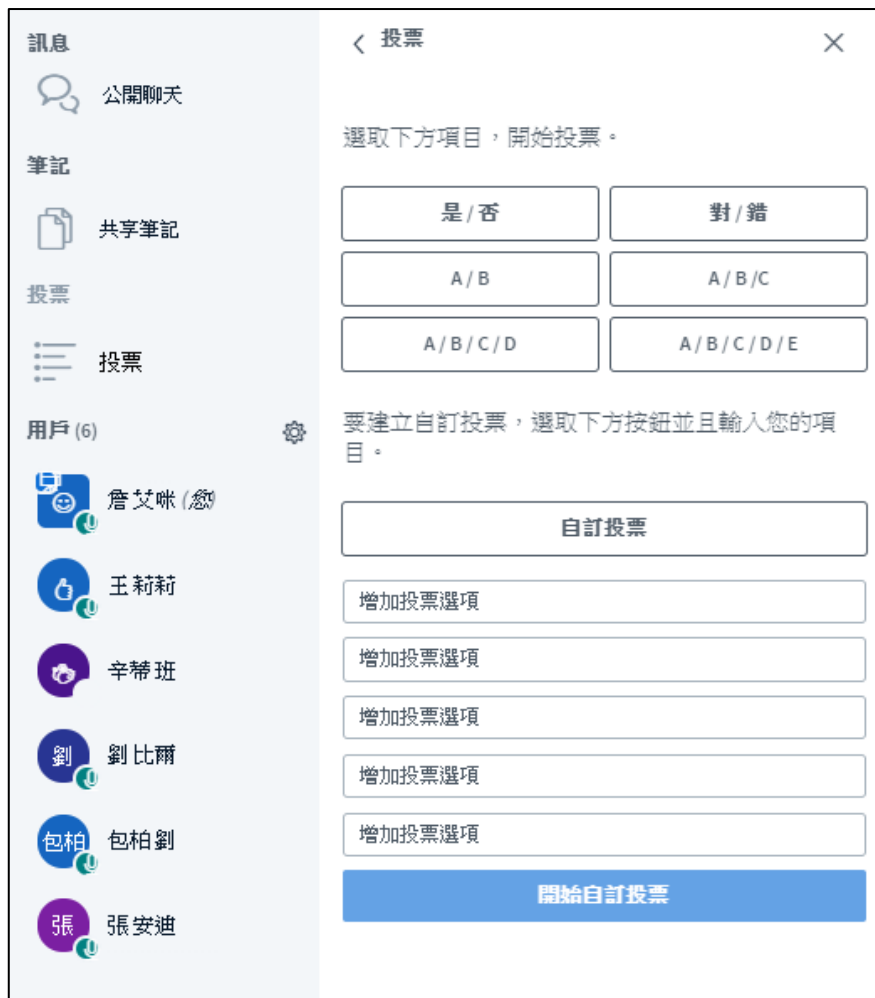 訊息
公開聊天
筆記
共享筆記
投票
投票
用戶 (6)
詹艾咪 (您)
王莉莉
辛蒂班
劉
劉比爾
包柏
包柏劉
張
張安迪
投票
選取下方項目，開始投票。
是 / 否
對 / 錯
A / B
A / B /C
A / B / C / D
A / B / C / D / E
要建立自訂投票，選取下方按鈕並且輸入您的項
目。
自訂投票
增加投票選項
增加投票選項
增加投票選項
增加投票選項
增加投票選項
開始自訂投票